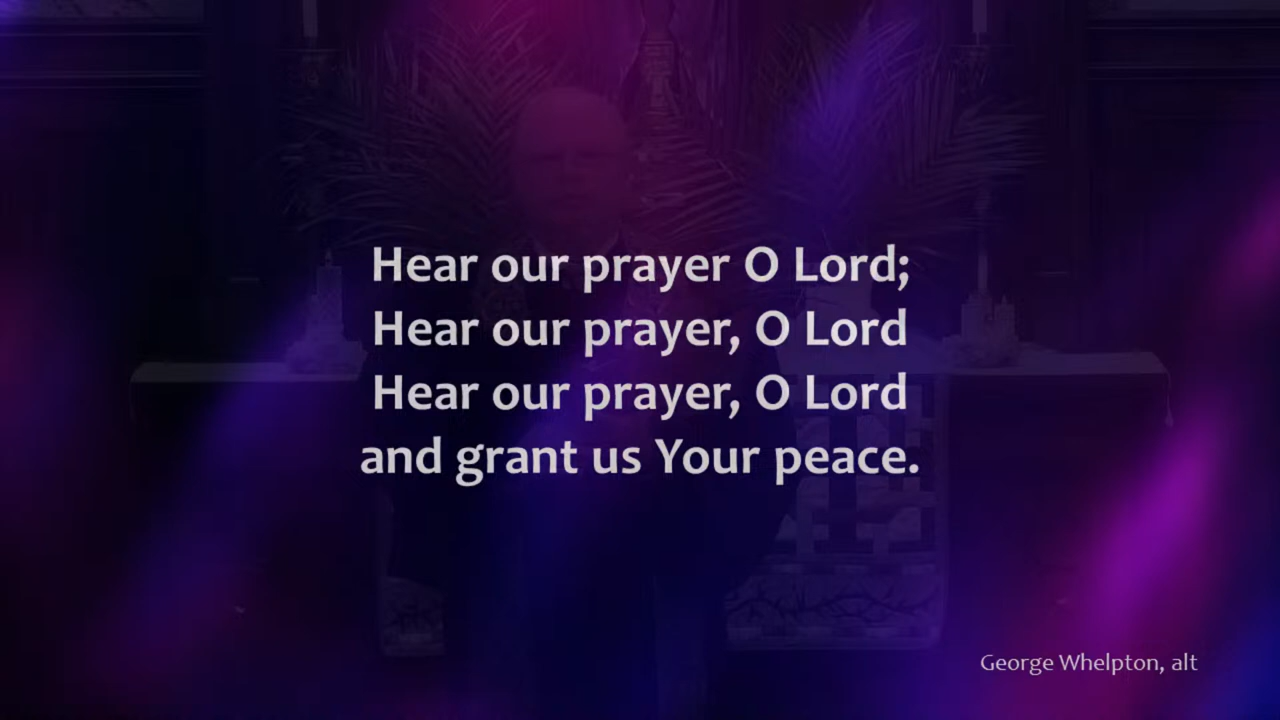 Hear our prayer O Lord;
Hear our prayer, O Lord
Hear our prayer, O Lord
and grant us Your peace.
George Whelpton, alt